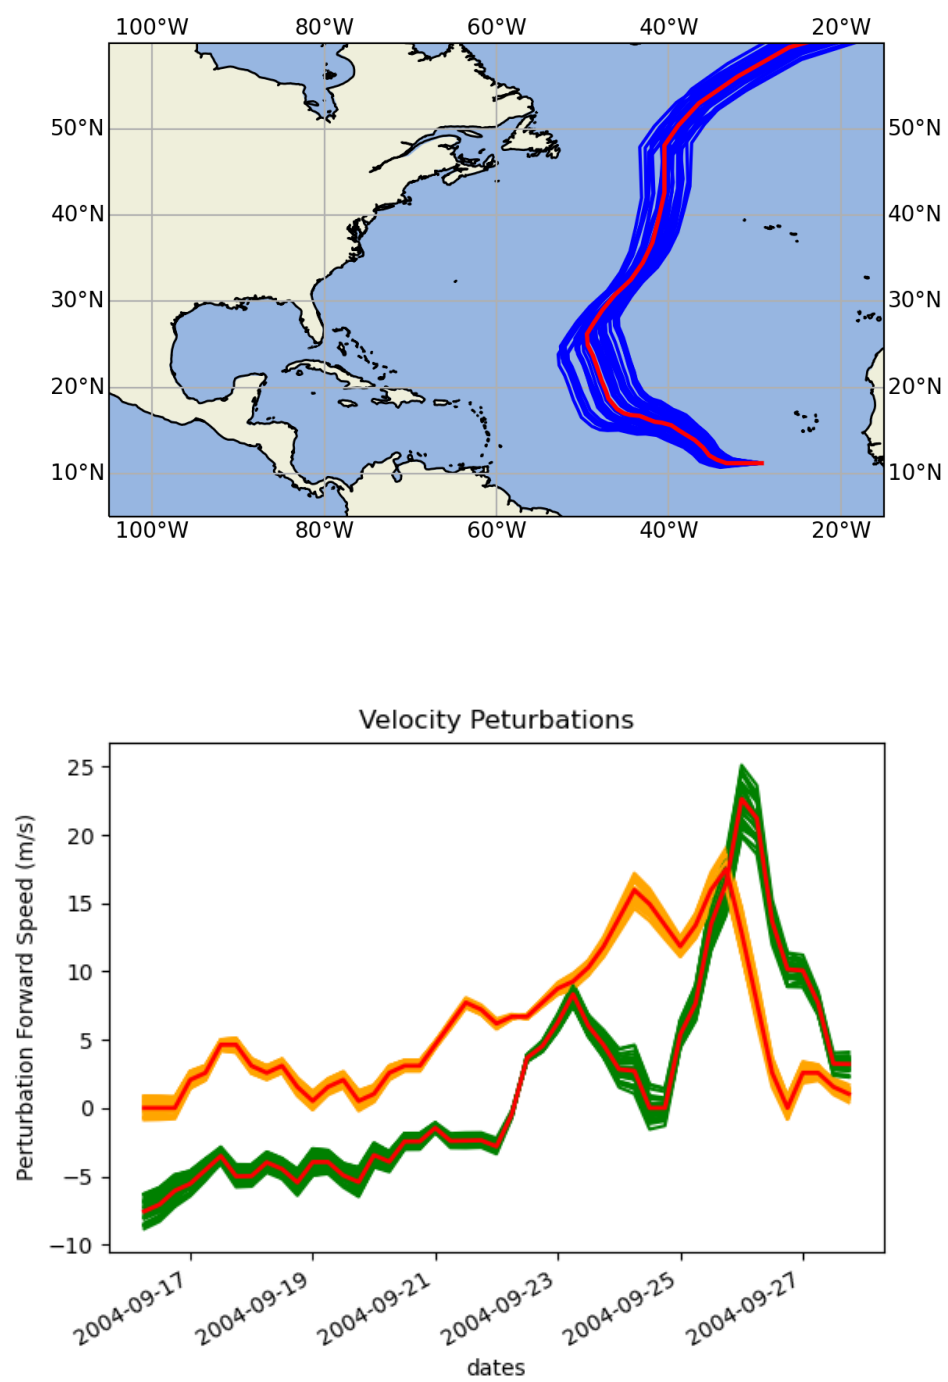 100°W 80°W 60°W 40°W 20°W
50°N 50°N
40°N 40°N
30°N 30°N
20°N 20°N
10°N 10°N
100°W 80°W 60°W 40°W 20°W
Velocity Peturbations
Perturbation Forward Speed (m/s)
25
20
15
10
5
0
−5
−10
2004-09-17 2004-09-19 2004-09-21 2004-09-23 2004-09-25 2004-09-27
dates